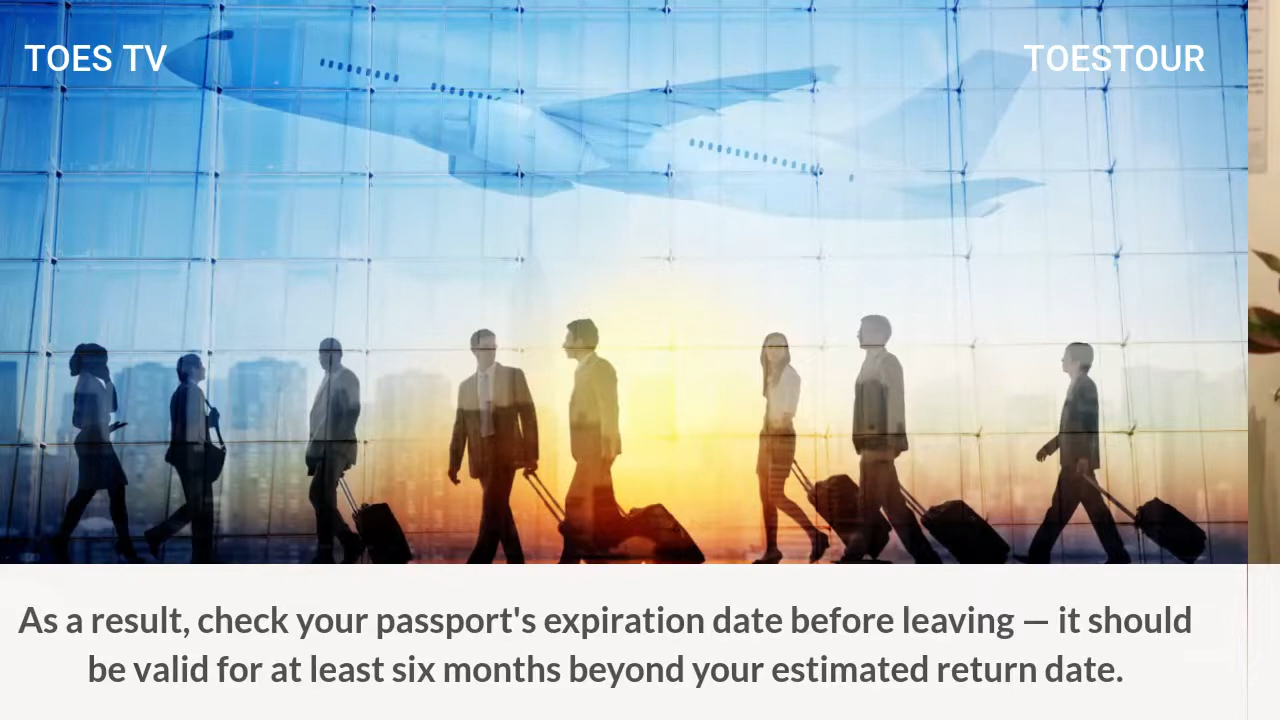 TOES TV
TOESTOUR
As a result, check your passport's expiration date before leaving — it should
be valid for at least six months beyond your estimated return date.